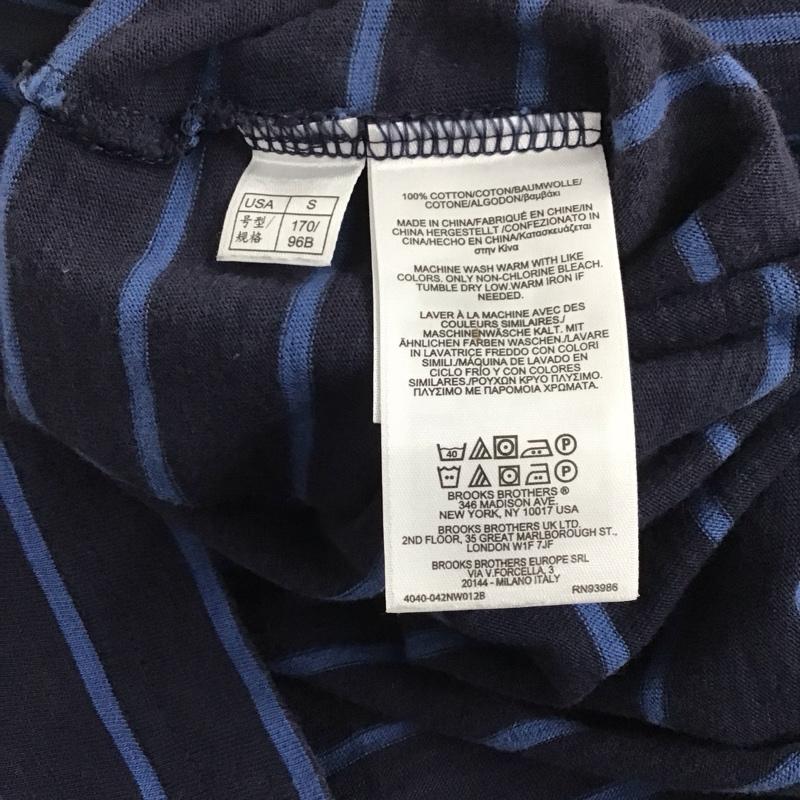 USA S
号型/
规格 170/
96B
100% COTTON/COTON/BAUMWOLLE/
COTONE/ALGODON/βαμβάκι
MADE IN CHINA/FABRIQUÉ EN CHINE/IN
CHINA HERGESTELLT /CONFEZIONATO IN
CINA/HECHO EN CHINA/Κατασκευάζεται
στην Κίνα
MACHINE WASH WARM WITH LIKE
COLORS. ONLY NON-CHLORINE BLEACH.
TUMBLE DRY LOW.WARM IRON IF
NEEDED.
LAVER À LA MACHINE AVEC DES
COULEURS SIMILAIRES./
MASCHINENWÄSCHE KALT. MIT
ÄHNLICHEN FARBEN WASCHEN./LAVARE
IN LAVATRICE FREDDO CON COLORI
SIMILI./MÁQUINA DE LAVADO EN
CICLO FRÍO Y CON COLORES
SIMILARES./ΡΟΥΧΩΝ ΚΡΥΟ ΠΛΥΣΙΜΟ.
ΠΛΥΣΙΜΟ ΜΕ ΠΑΡΟΜΟΙΑ ΧΡΩΜΑΤΑ.
40 P
P
BROOKS BROTHERS ®
346 MADISON AVE.
NEW YORK, NY 10017 USA
BROOKS BROTHERS UK LTD.
2ND FLOOR, 35 GREAT MARLBOROUGH ST.,
LONDON W1F 7JF
BROOKS BROTHERS EUROPE SRL
VIA V.FORCELLA, 3
20144 - MILANO ITALY
4040-042NW012B RN93986